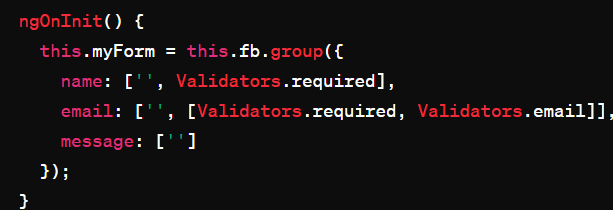 ngOnInit() {
this.myForm = this.fb.group({
name: ['', Validators.required],
email: ['', [Validators.required, Validators.email]],
message: ['']
});
}